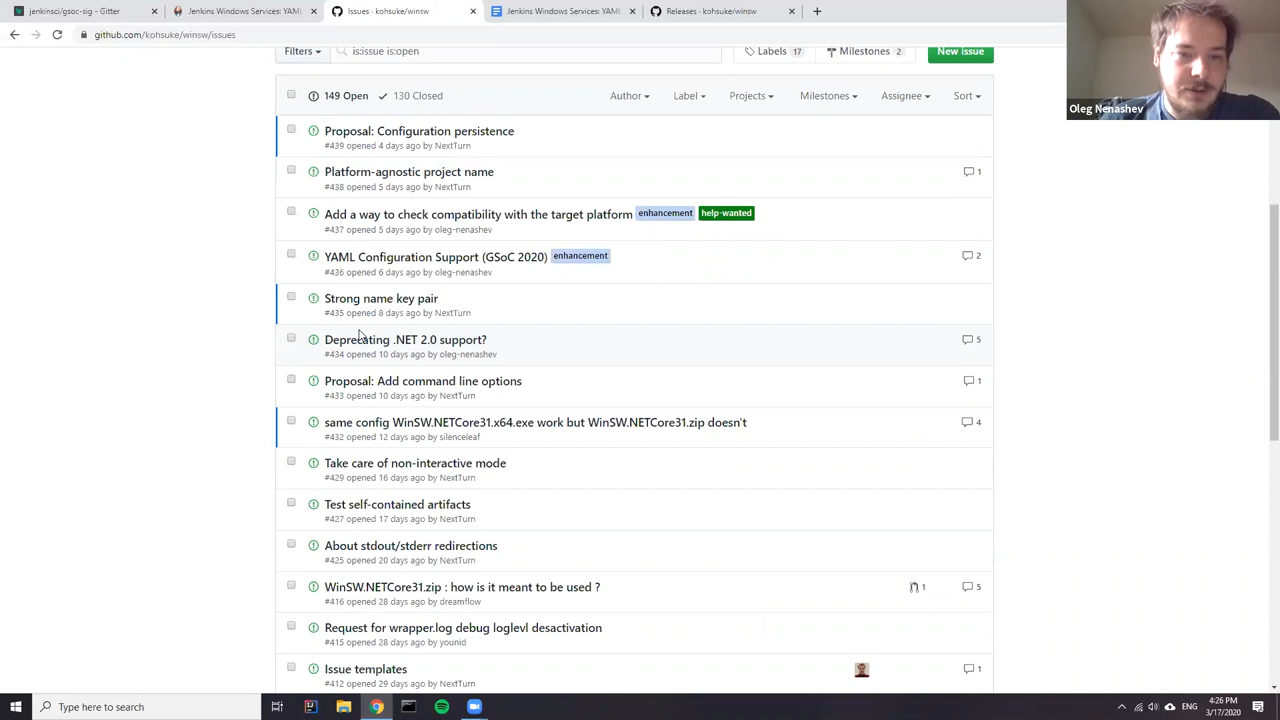 jenkinsci/gsoc-sig - Gitter
Jenkins Windows Services: YAML
Issues · kohsuke/winsw
Jenkins Windows Services: YAML
Releases · kohsuke/winsw
github.com/kohsuke/winsw/issues
Filters
is:issue is:open
Labels 17
Milestones 2
New issue
149 Open
130 Closed
Author
Label
Projects
Milestones
Assignee
Sort
Proposal: Configuration persistence
#439 opened 4 days ago by NextTurn
Platform-agnostic project name
1
#438 opened 5 days ago by NextTurn
Add a way to check compatibility with the target platform
enhancement
help-wanted
#437 opened 5 days ago by oleg-nenashev
YAML Configuration Support (GSoC 2020)
enhancement
2
#436 opened 6 days ago by oleg-nenashev
Strong name key pair
#435 opened 8 days ago by NextTurn
Deprecating .NET 2.0 support?
5
#434 opened 10 days ago by oleg-nenashev
Proposal: Add command line options
1
#433 opened 10 days ago by NextTurn
same config WinSW.NETCore31.x64.exe work but WinSW.NETCore31.zip doesn't
4
#432 opened 12 days ago by silenceleaf
Take care of non-interactive mode
#429 opened 16 days ago by NextTurn
Test self-contained artifacts
#427 opened 17 days ago by NextTurn
About stdout/stderr redirections
#425 opened 20 days ago by NextTurn
WinSW.NETCore31.zip : how is it meant to be used ?
1
5
#416 opened 28 days ago by dreamflow
Request for wrapper.log debug loglevl desactivation
#415 opened 28 days ago by younid
Issue templates
1
#412 opened 29 days ago by NextTurn
Oleg Nenashev
Type here to search
ENG
4:26 PM
3/17/2020